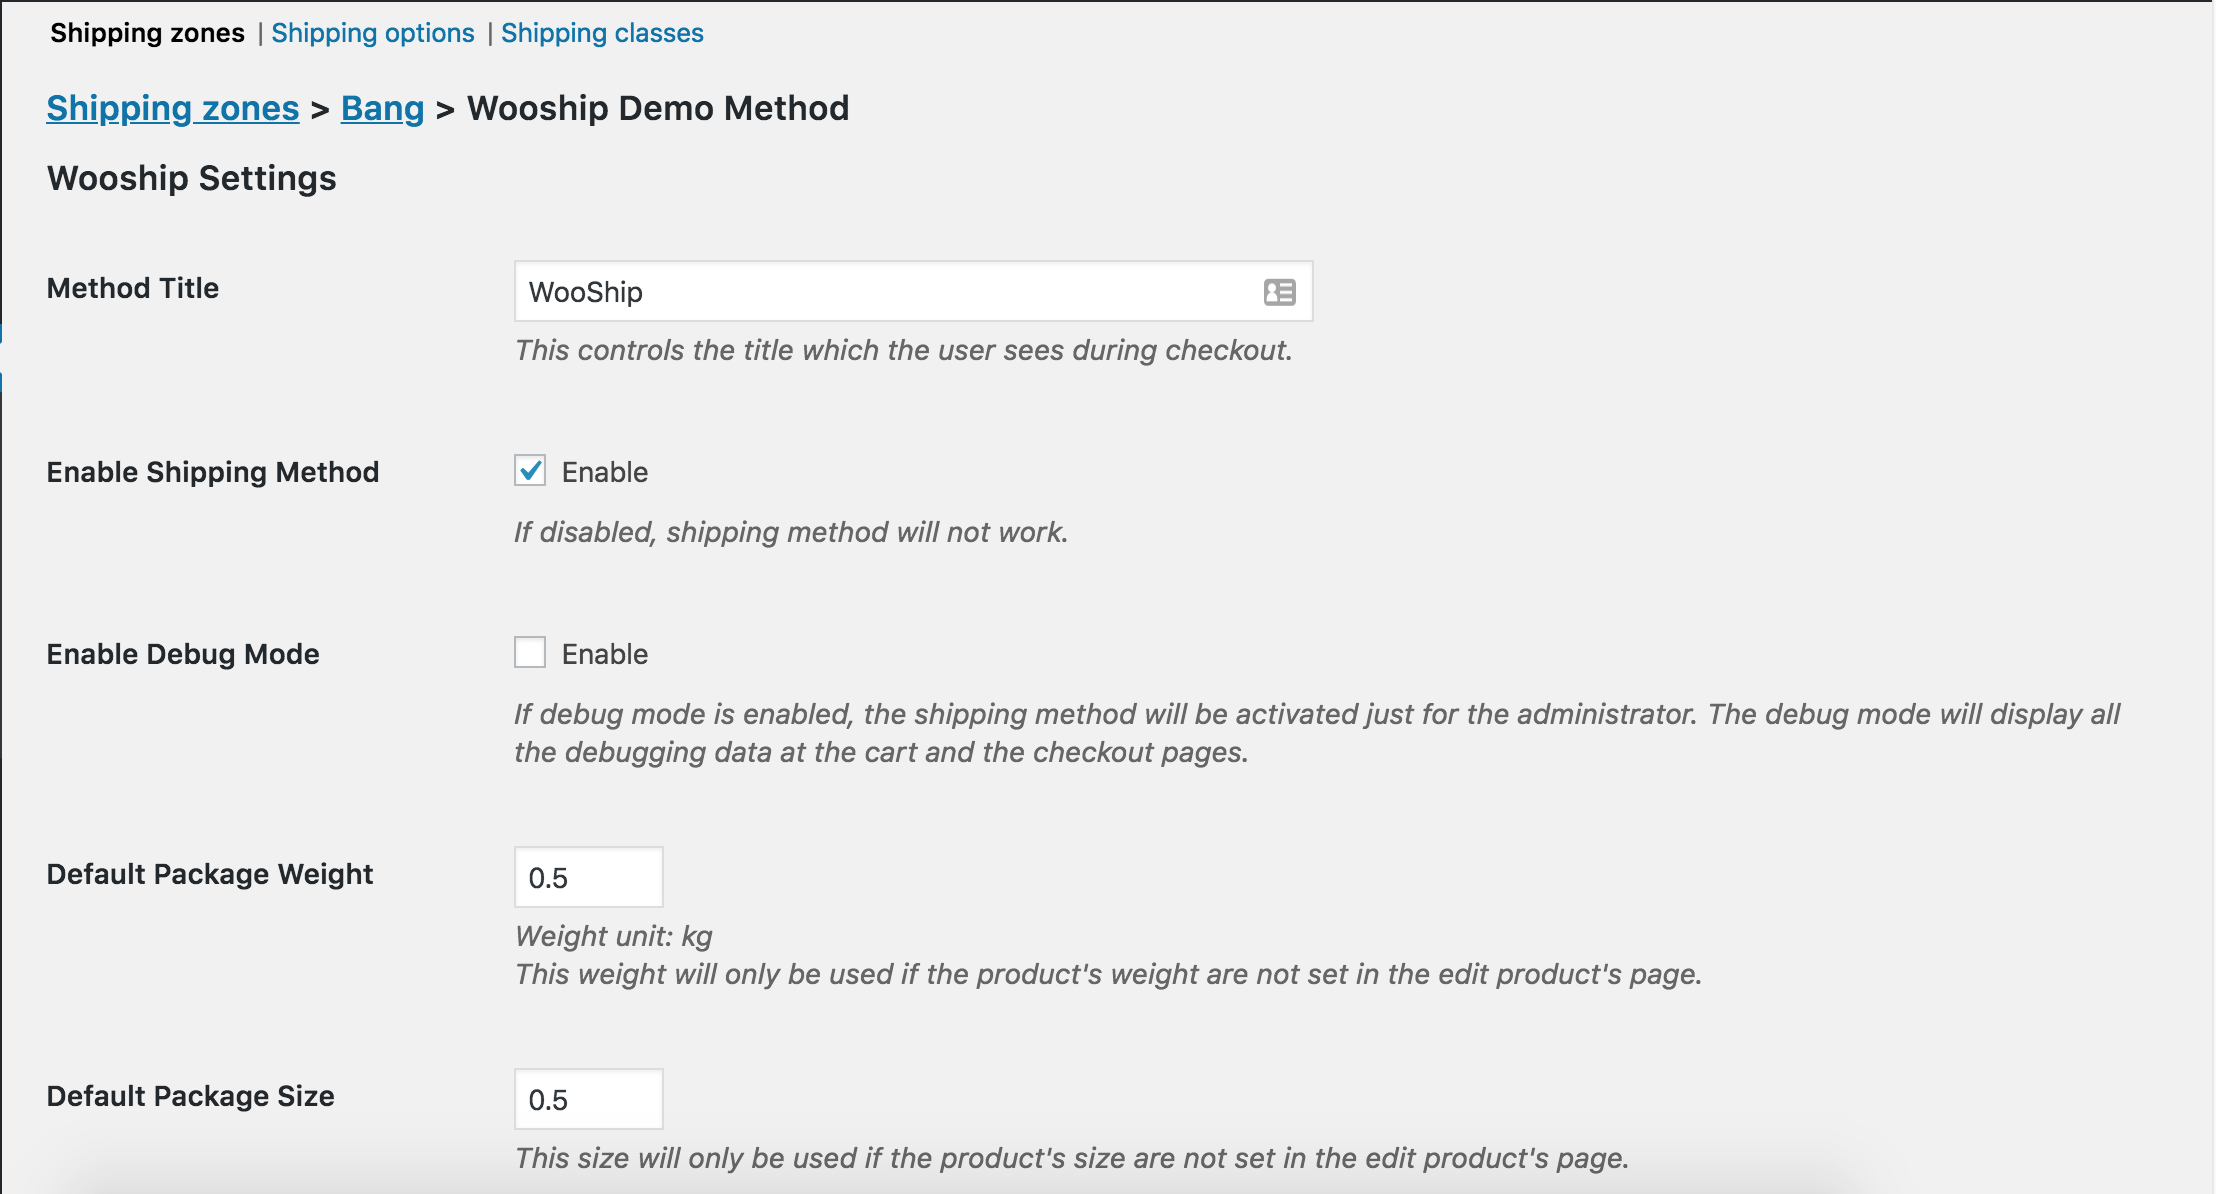 Shipping zones | Shipping options | Shipping classes
Shipping zones > Bang > Wooship Demo Method
Wooship Settings
Method Title
WooShip
This controls the title which the user sees during checkout.
Enable Shipping Method
Enable
If disabled, shipping method will not work.
Enable Debug Mode
Enable
If debug mode is enabled, the shipping method will be activated just for the administrator. The debug mode will display all
the debugging data at the cart and the checkout pages.
Default Package Weight
0.5
Weight unit: kg
This weight will only be used if the product's weight are not set in the edit product's page.
Default Package Size
0.5
This size will only be used if the product's size are not set in the edit product's page.